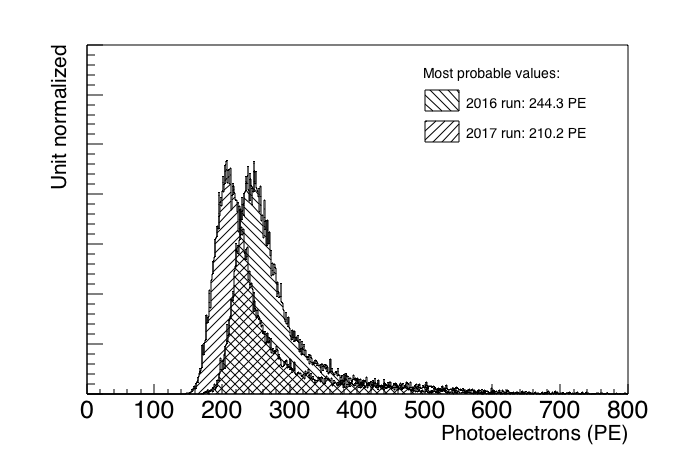 Unit normalized
Most probable values:
2016 run: 244.3 PE
2017 run: 210.2 PE
0 100 200 300 400 500 600 700 800
Photoelectrons (PE)